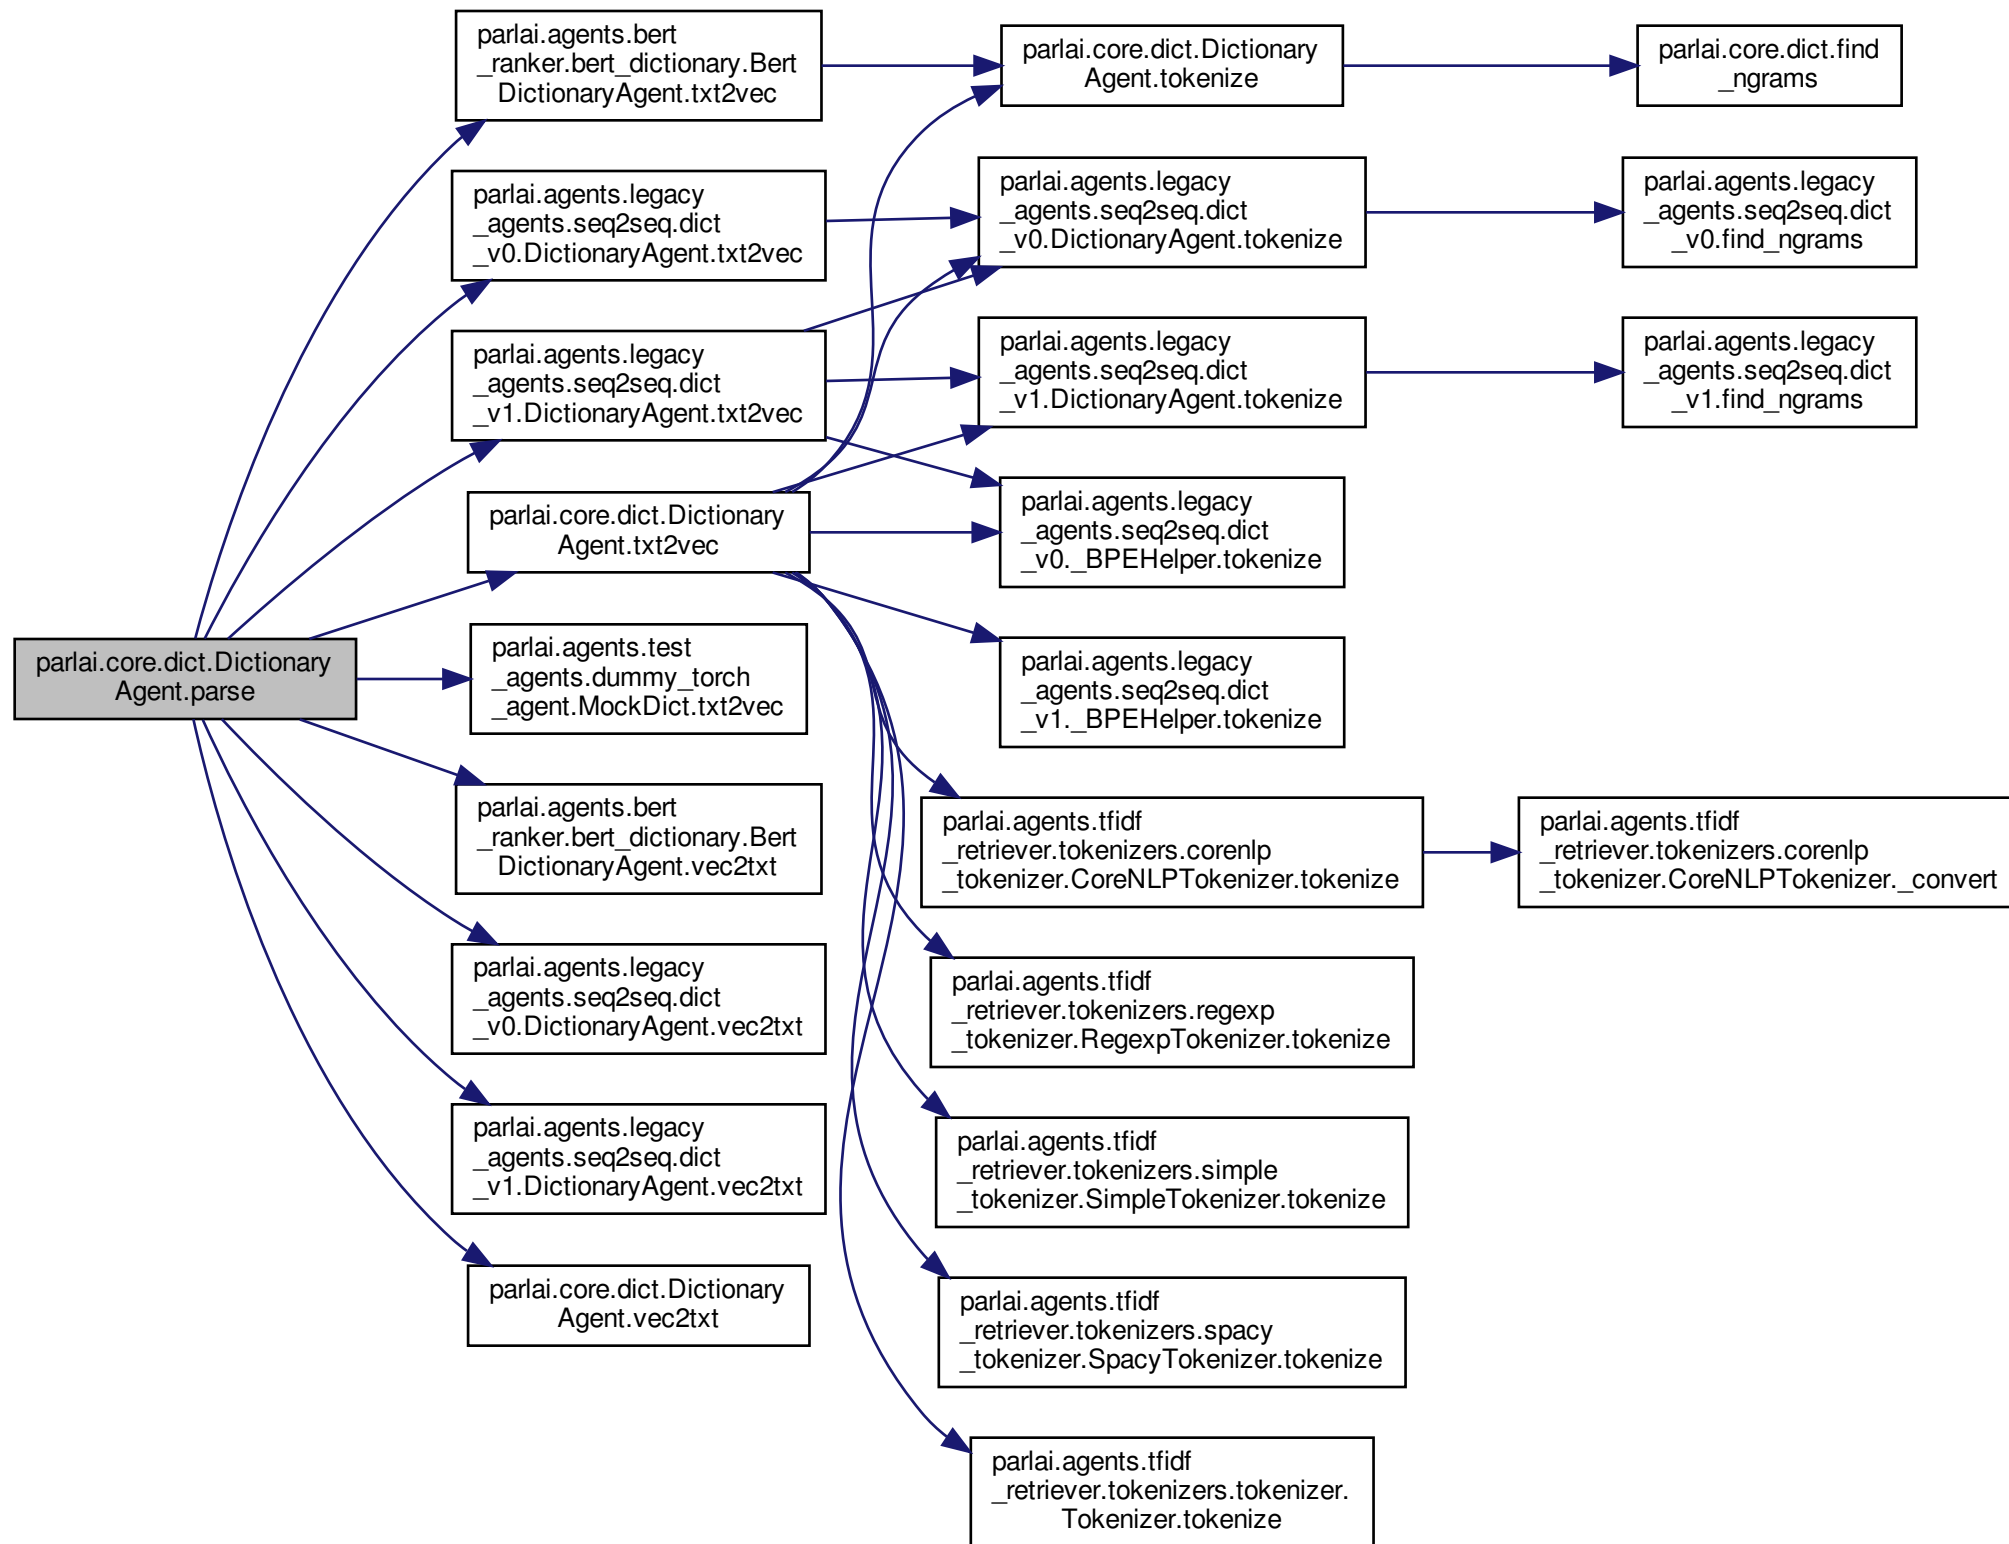 parlai.core.dict.Dictionary
Agent.parse
parlai.agents.bert
_ranker.bert_dictionary.Bert
DictionaryAgent.txt2vec
parlai.agents.legacy
_agents.seq2seq.dict
_v0.DictionaryAgent.txt2vec
parlai.agents.legacy
_agents.seq2seq.dict
_v1.DictionaryAgent.txt2vec
parlai.core.dict.Dictionary
Agent.txt2vec
parlai.agents.test
_agents.dummy_torch
_agent.MockDict.txt2vec
parlai.agents.bert
_ranker.bert_dictionary.Bert
DictionaryAgent.vec2txt
parlai.agents.legacy
_agents.seq2seq.dict
_v0.DictionaryAgent.vec2txt
parlai.agents.legacy
_agents.seq2seq.dict
_v1.DictionaryAgent.vec2txt
parlai.core.dict.Dictionary
Agent.vec2txt
parlai.core.dict.Dictionary
Agent.tokenize
parlai.agents.legacy
_agents.seq2seq.dict
_v0.DictionaryAgent.tokenize
parlai.agents.legacy
_agents.seq2seq.dict
_v1.DictionaryAgent.tokenize
parlai.agents.legacy
_agents.seq2seq.dict
_v0._BPEHelper.tokenize
parlai.agents.legacy
_agents.seq2seq.dict
_v1._BPEHelper.tokenize
parlai.agents.tfidf
_retriever.tokenizers.corenlp
_tokenizer.CoreNLPTokenizer.tokenize
parlai.agents.tfidf
_retriever.tokenizers.regexp
_tokenizer.RegexpTokenizer.tokenize
parlai.agents.tfidf
_retriever.tokenizers.simple
_tokenizer.SimpleTokenizer.tokenize
parlai.agents.tfidf
_retriever.tokenizers.spacy
_tokenizer.SpacyTokenizer.tokenize
parlai.agents.tfidf
_retriever.tokenizers.tokenizer.
Tokenizer.tokenize
parlai.core.dict.find
_ngrams
parlai.agents.legacy
_agents.seq2seq.dict
_v0.find_ngrams
parlai.agents.legacy
_agents.seq2seq.dict
_v1.find_ngrams
parlai.agents.tfidf
_retriever.tokenizers.corenlp
_tokenizer.CoreNLPTokenizer._convert